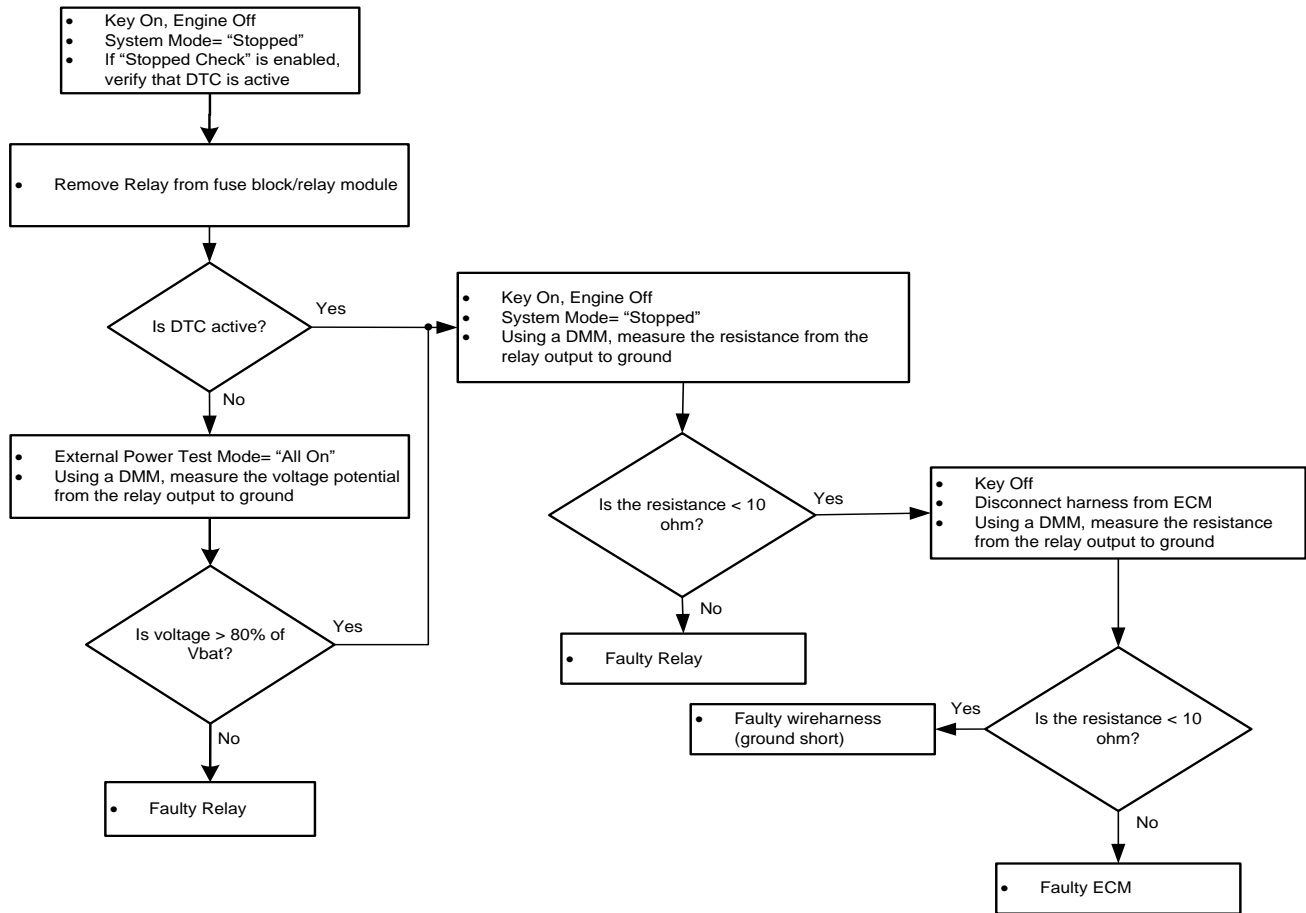 • Key On, Engine Off
• System Mode= “Stopped”
• If “Stopped Check” is enabled,
verify that DTC is active
• Remove Relay from fuse block/relay module
Is DTC active?
Yes
No
• Key On, Engine Off
• System Mode= “Stopped”
• Using a DMM, measure the resistance from the
relay output to ground
• External Power Test Mode= “All On”
• Using a DMM, measure the voltage potential
from the relay output to ground
Is the resistance < 10
ohm?
Yes
No
• Key Off
• Disconnect harness from ECM
• Using a DMM, measure the resistance
from the relay output to ground
Is voltage > 80% of
Vbat?
Yes
No
• Faulty Relay
• Faulty Relay
Is the resistance < 10
ohm?
Yes
No
• Faulty wireharness
(ground short)
• Faulty ECM